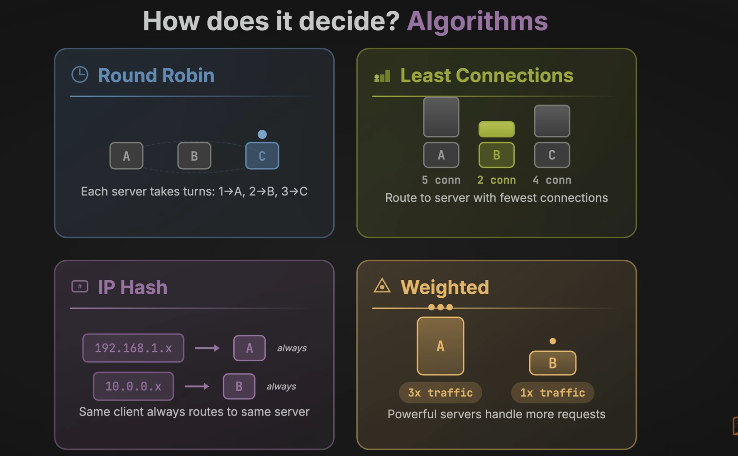 How does it decide? Algorithms
Round Robin
A B C
Each server takes turns: 1→A, 2→B, 3→C
Least Connections
A B C
5 conn 2 conn 4 conn
Route to server with fewest connections
IP Hash
192.168.1.x → A always
10.0.0.x → B always
Same client always routes to same server
Weighted
A B
3x traffic 1x traffic
Powerful servers handle more requests